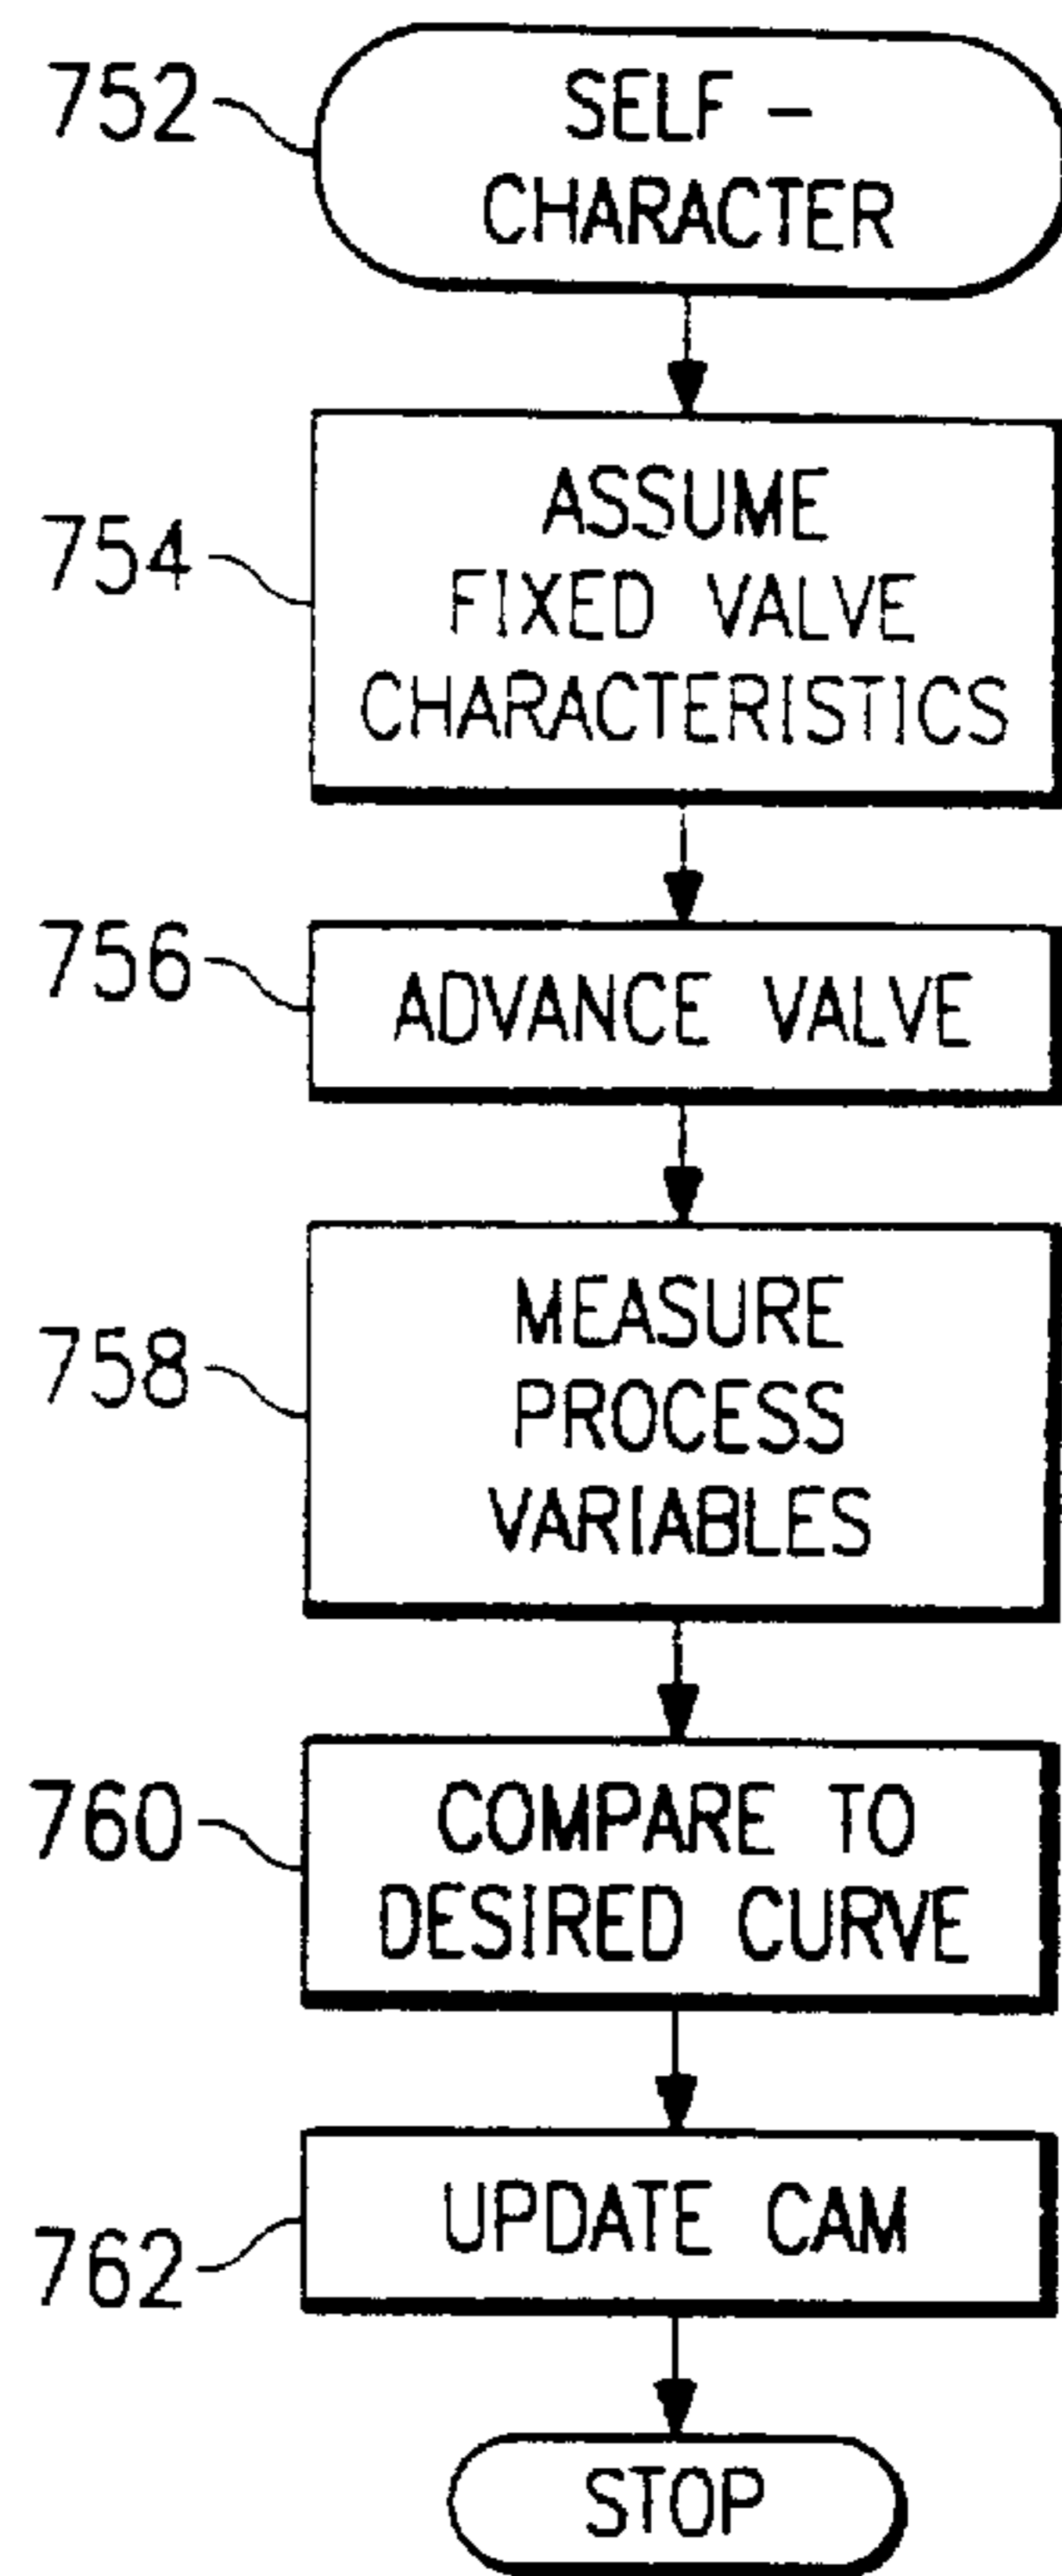 752
SELF -
CHARACTER
754
ASSUME
FIXED VALVE
CHARACTERISTICS
756
ADVANCE VALVE
758
MEASURE
PROCESS
VARIABLES
760
COMPARE TO
DESIRED CURVE
762
UPDATE CAM
STOP